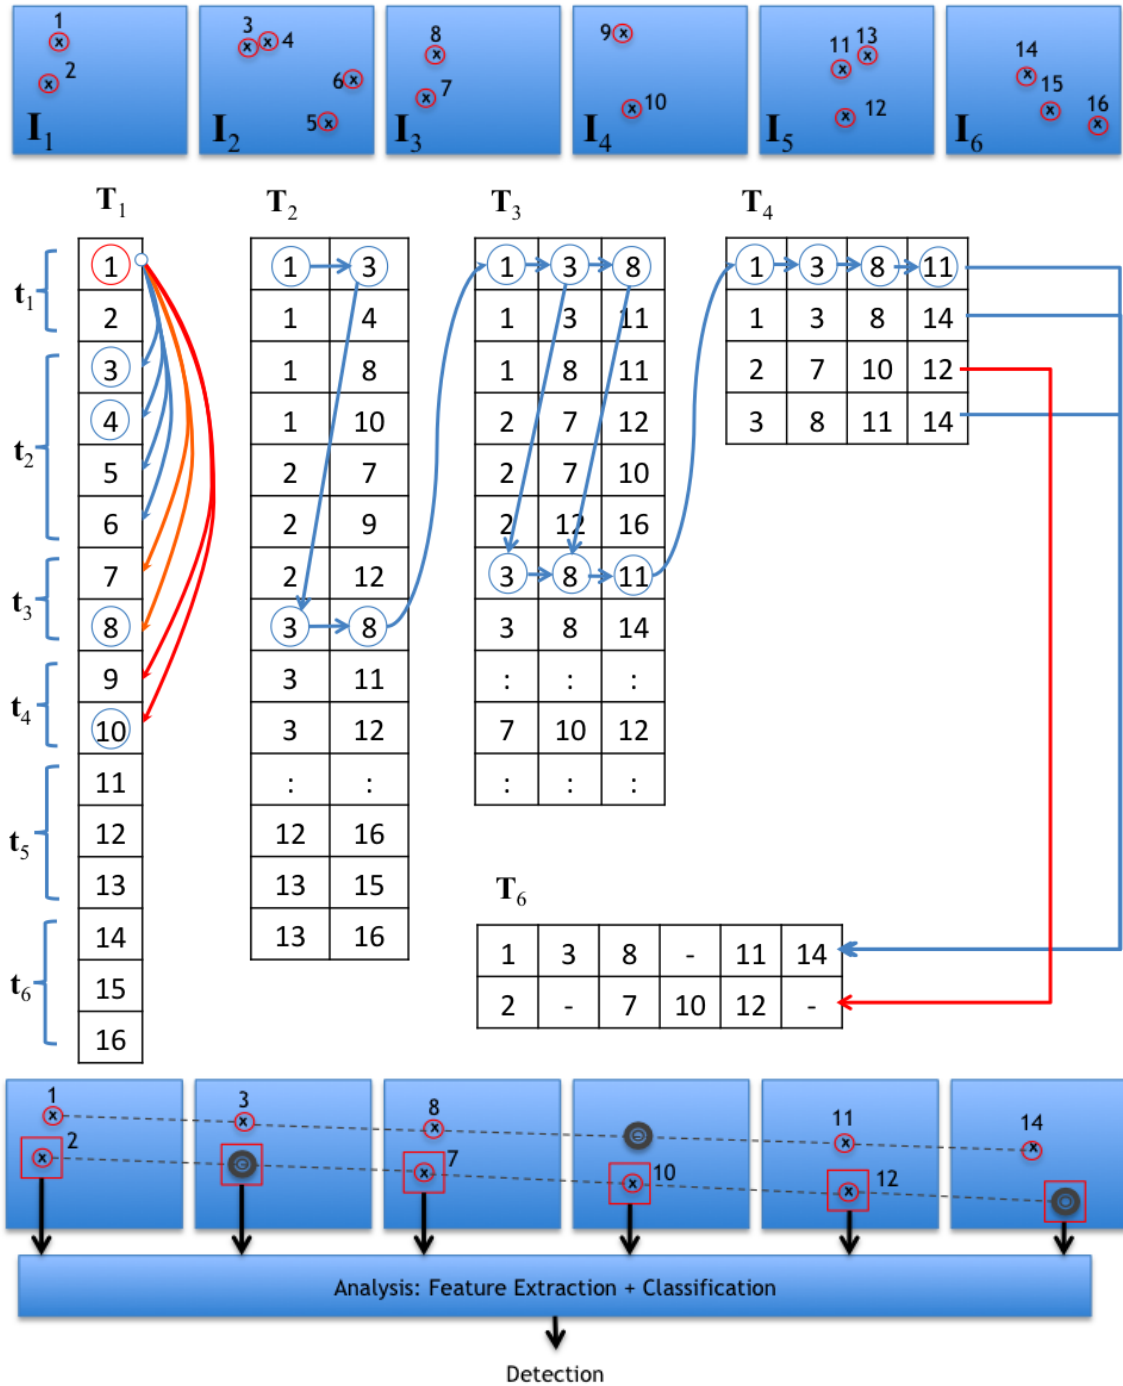 1
2
I1
3
4
6
5
I2
8
7
I3
9
10
I4
11 13
12
I5
14
15
16
I6
T1
T2
T3
T4
t1
t2
t3
t4
t5
t6
1
2
3
4
5
6
7
8
9
10
11
12
13
14
15
16
1 3
1 4
1 8
1 10
2 7
2 9
2 12
3 8
3 11
3 12
: :
12 16
13 15
13 16
1 3 8
1 3 11
1 8 11
2 7 12
2 7 10
2 12 16
3 8 11
3 8 14
: : :
7 10 12
: : :
1 3 8 11
1 3 8 14
2 7 10 12
3 8 11 14
T6
1 3 8 - 11 14
2 - 7 10 12 -
1
2
3
8
7
10
11
12
14
Analysis: Feature Extraction + Classification
Detection